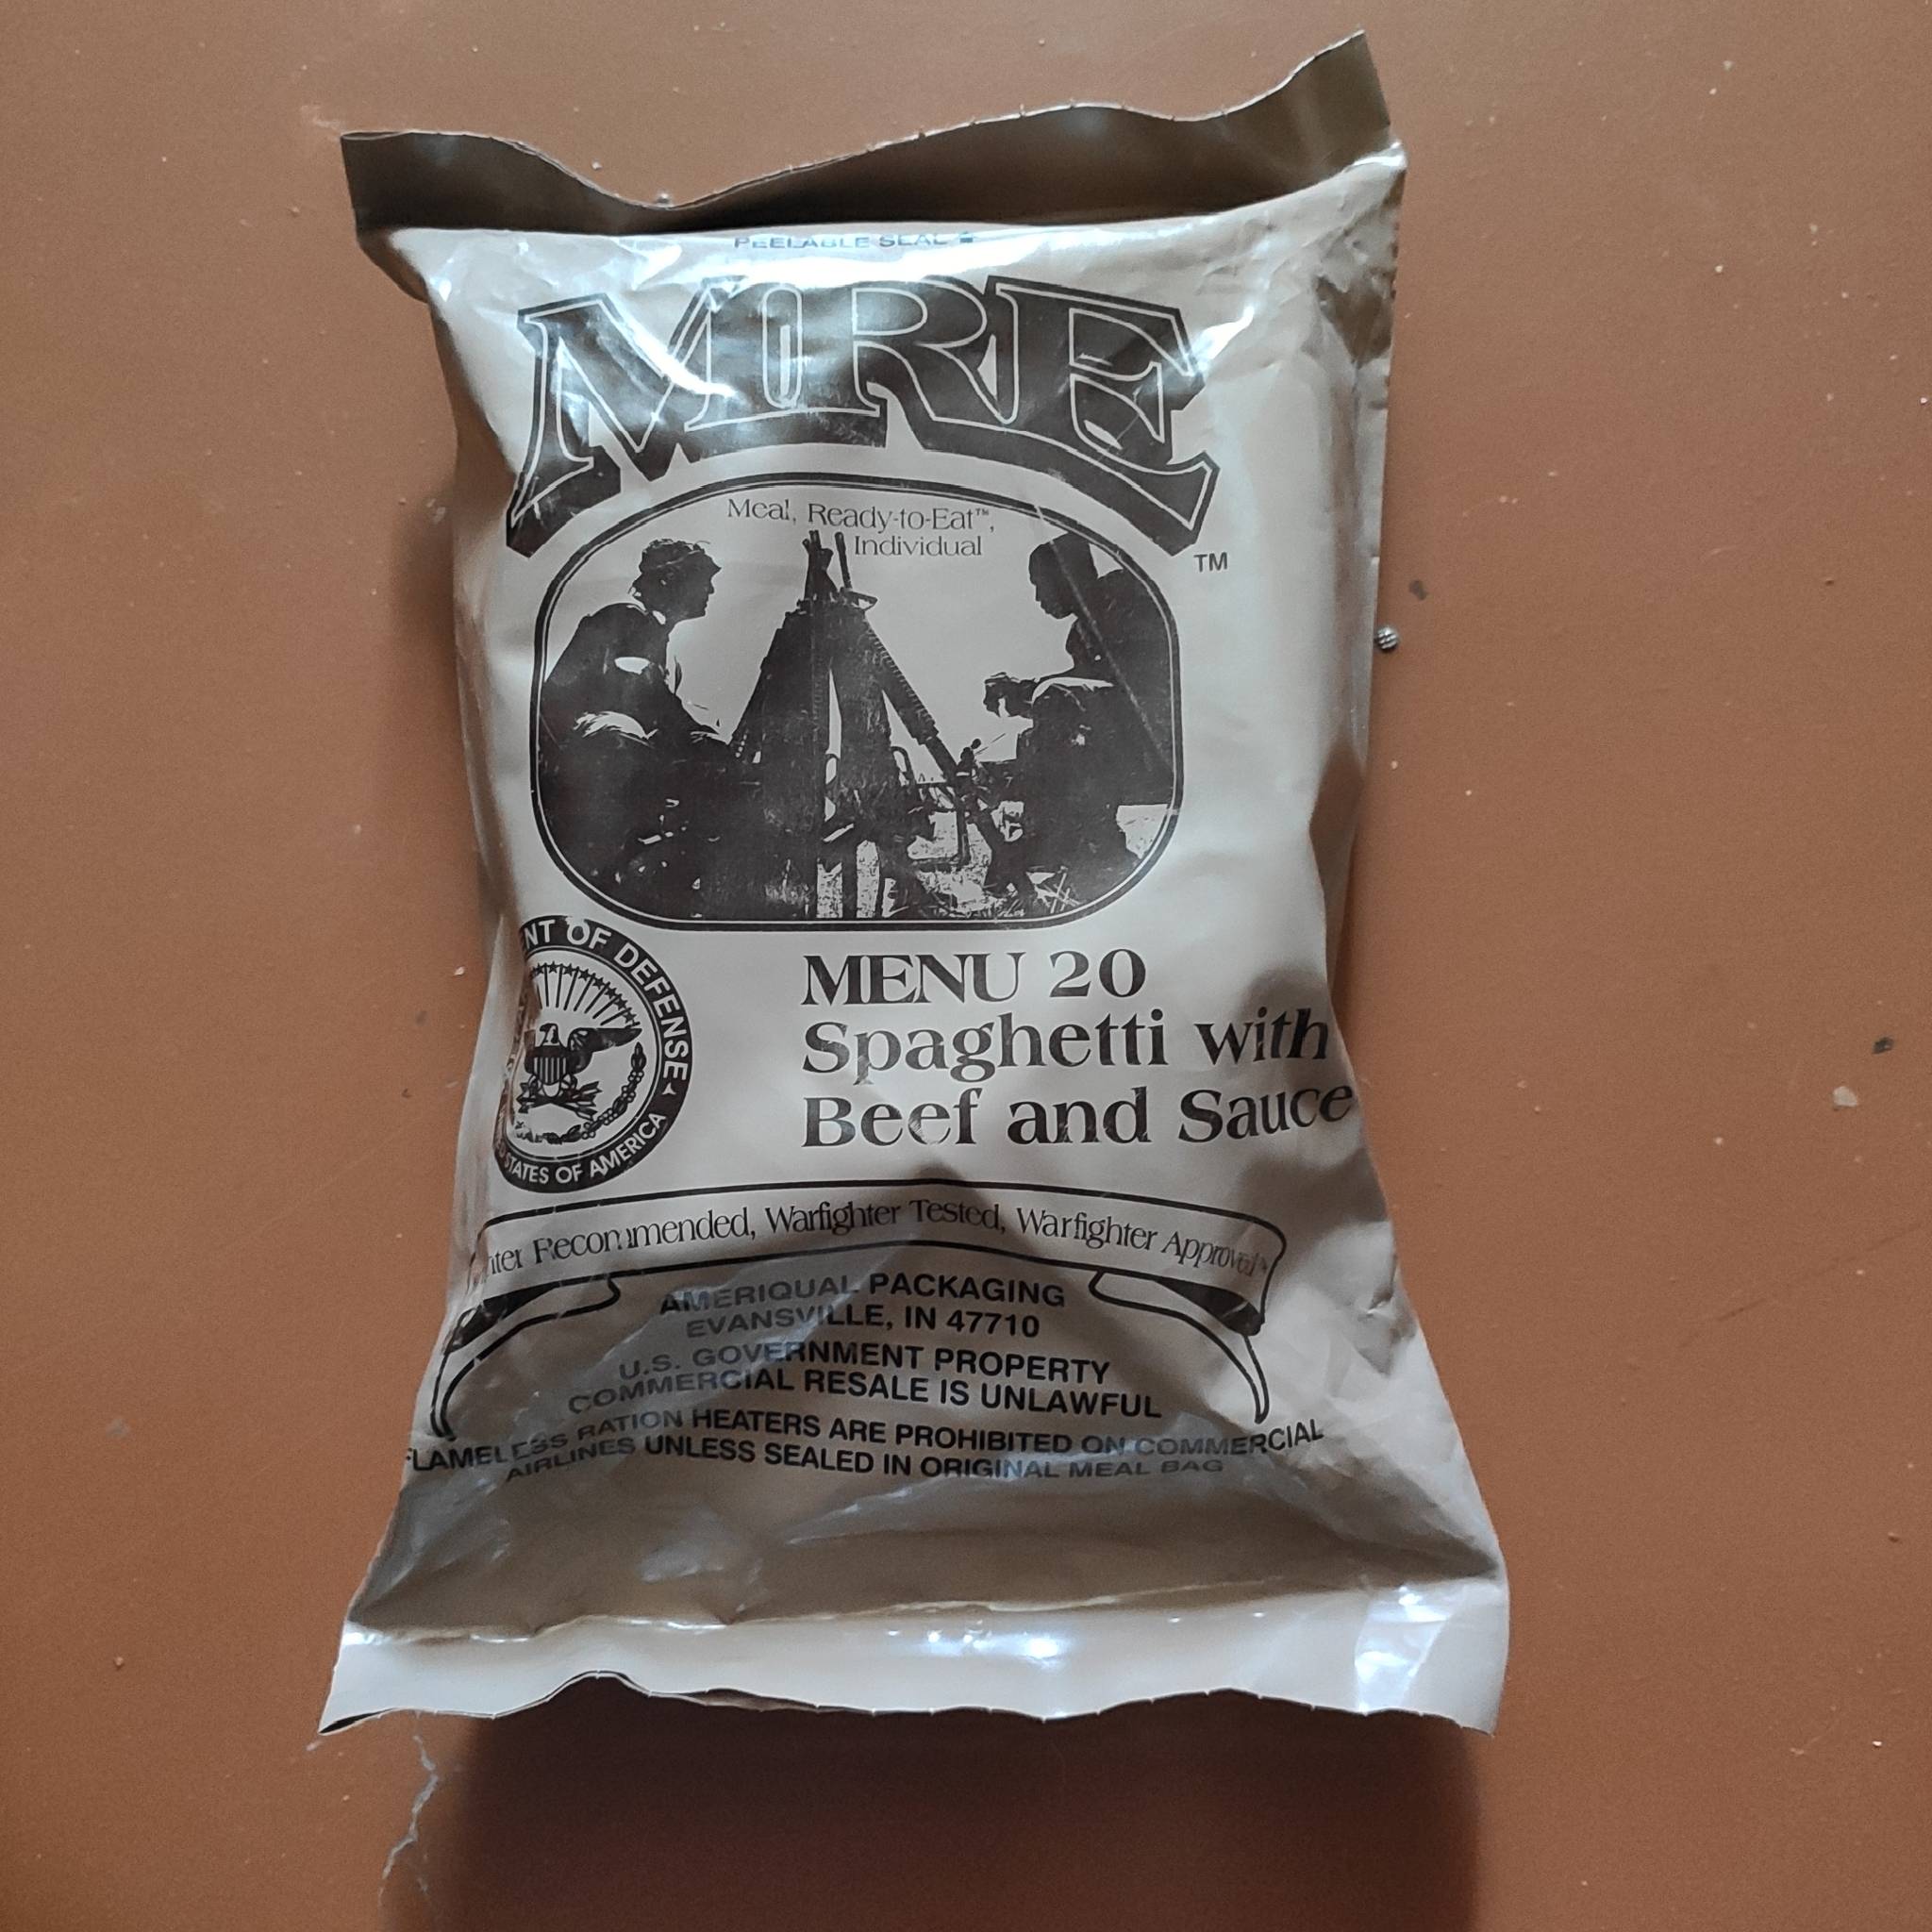 PEELABLE SEAL
MRE
TM
Meal, Ready-to-Eat™,
Individual
NT OF DEFENSE
STATES OF AMERICA
MENU 20
Spaghetti with
Beef and Sauce
Recommended, Warfighter Tested, Warfighter Approved
AMERIQUAL PACKAGING
EVANSVILLE, IN 47710
U.S. GOVERNMENT PROPERTY
COMMERCIAL RESALE IS UNLAWFUL
FLAMELESS RATION HEATERS ARE PROHIBITED ON COMMERCIAL
AIRLINES UNLESS SEALED IN ORIGINAL MEAL BAG